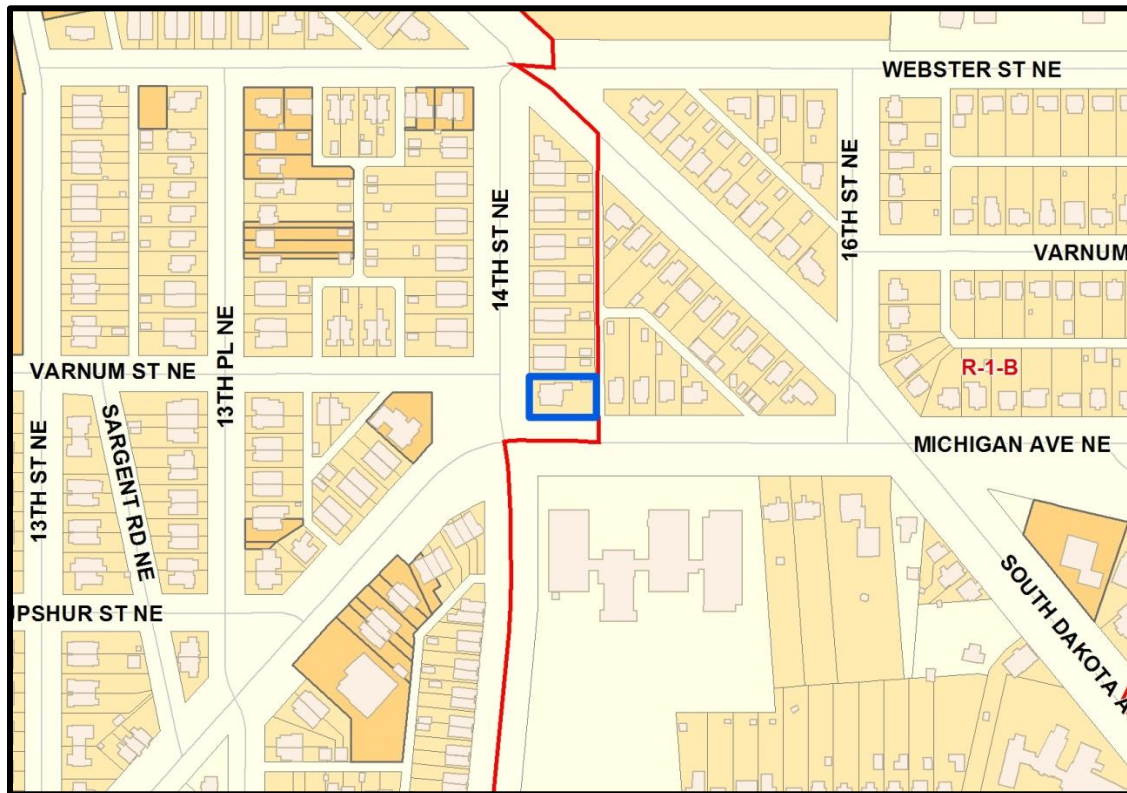 WEBSTER ST NE
14TH ST NE
16TH ST NE
VARNUM
13TH PL NE
VARNUM ST NE
R-1-B
MICHIGAN AVE NE
13TH ST NE
SARGENT RD NE
UPSHUR ST NE
SOUTH DAKOTA A